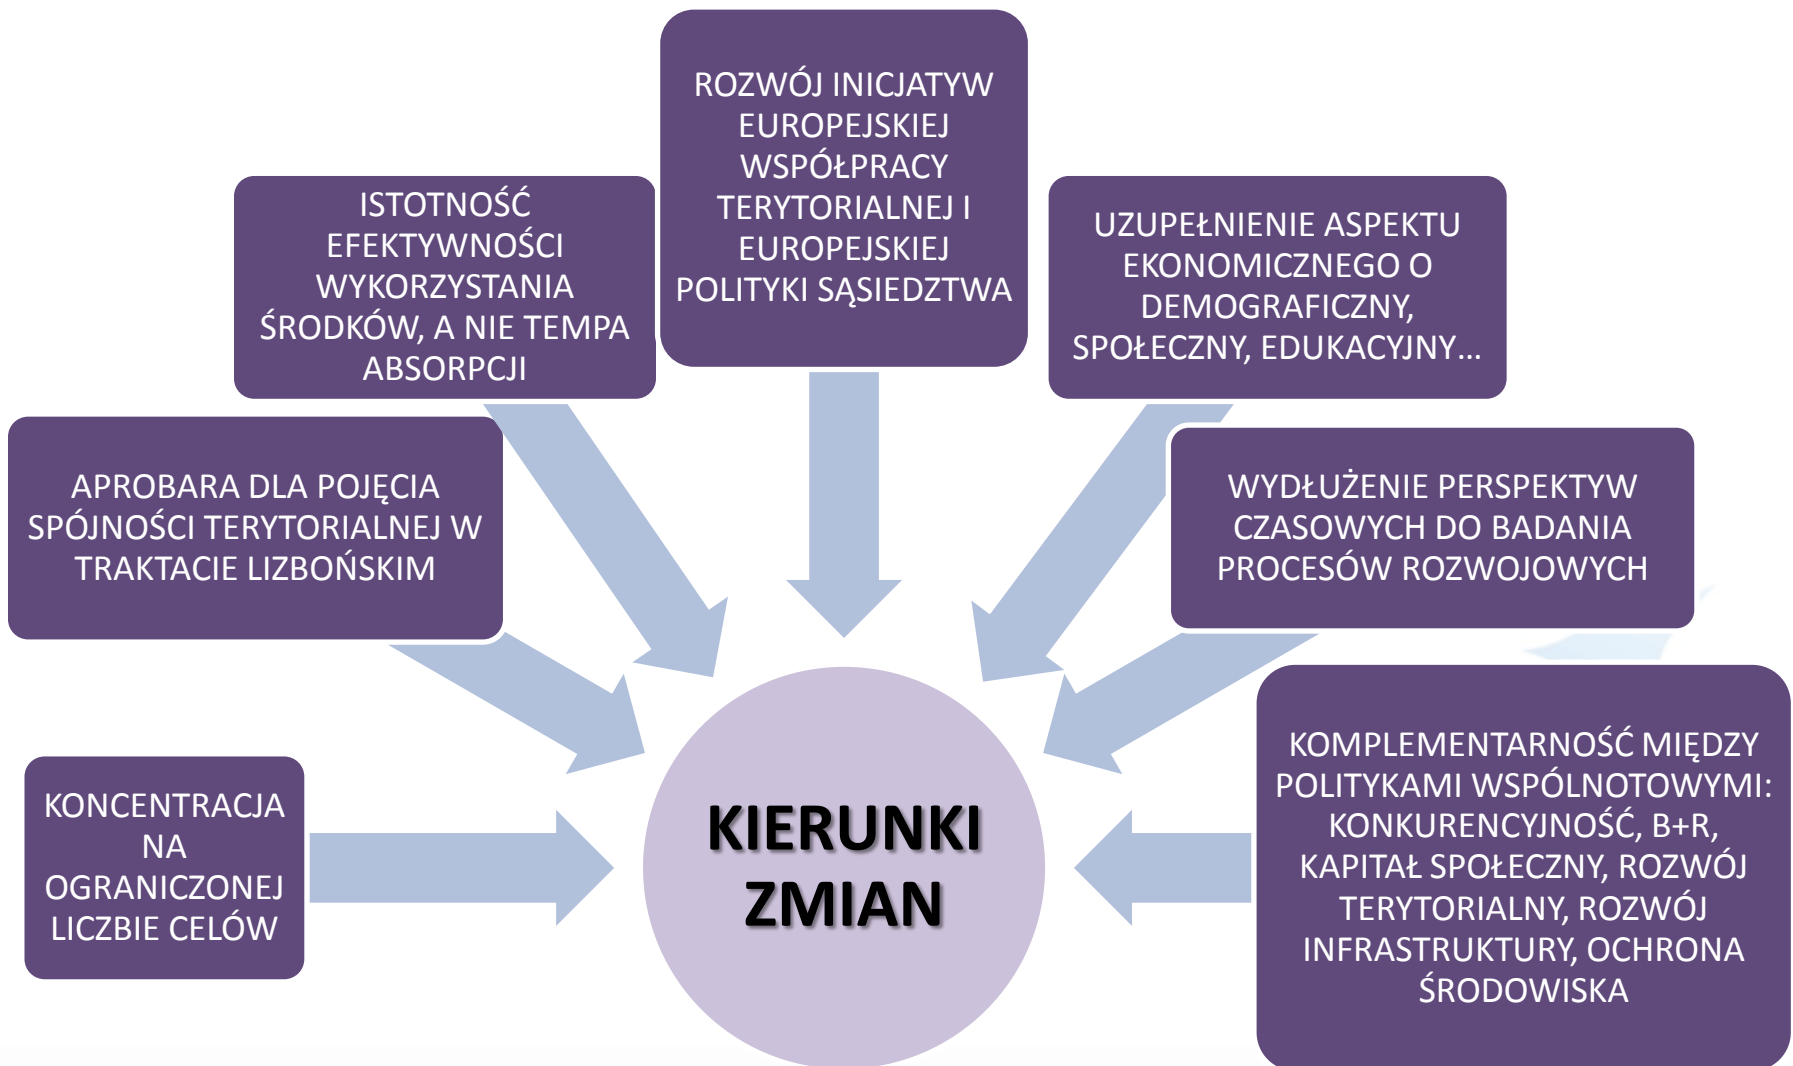 ROZWÓJ INICJATYW
EUROPEJSKIEJ
WSPÓŁPRACY
TERYTORIALNEJ I
EUROPEJSKIEJ
POLITYKI SĄSIEDZTWA
ISTOTNOŚĆ
EFEKTYWNOŚCI
WYKORZYSTANIA
ŚRODKÓW, A NIE TEMPA
ABSORPCJI
UZUPEŁNIENIE ASPEKTU
EKONOMICZNEGO O
DEMOGRAFICZNY,
SPOŁECZNY, EDUKACYJNY...
APROBARA DLA POJĘCIA
SPÓJNOŚCI TERYTORIALNEJ W
TRAKTACIE LIZBOŃSKIM
WYDŁUŻENIE PERSPEKTYW
CZASOWYCH DO BADANIA
PROCESÓW ROZWOJOWYCH
KONCENTRACJA
NA
OGRANICZONEJ
LICZBIE CELÓW
KIERUNKI
ZMIAN
KOMPLEMENTARNOŚĆ MIĘDZY
POLITYKAMI WSPÓLNOTOWYMI:
KONKURENCYJNOŚĆ, B+R,
KAPITAŁ SPOŁECZNY, ROZWÓJ
TERYTORIALNY, ROZWÓJ
INFRASTRUKTURY, OCHRONA
ŚRODOWISKA